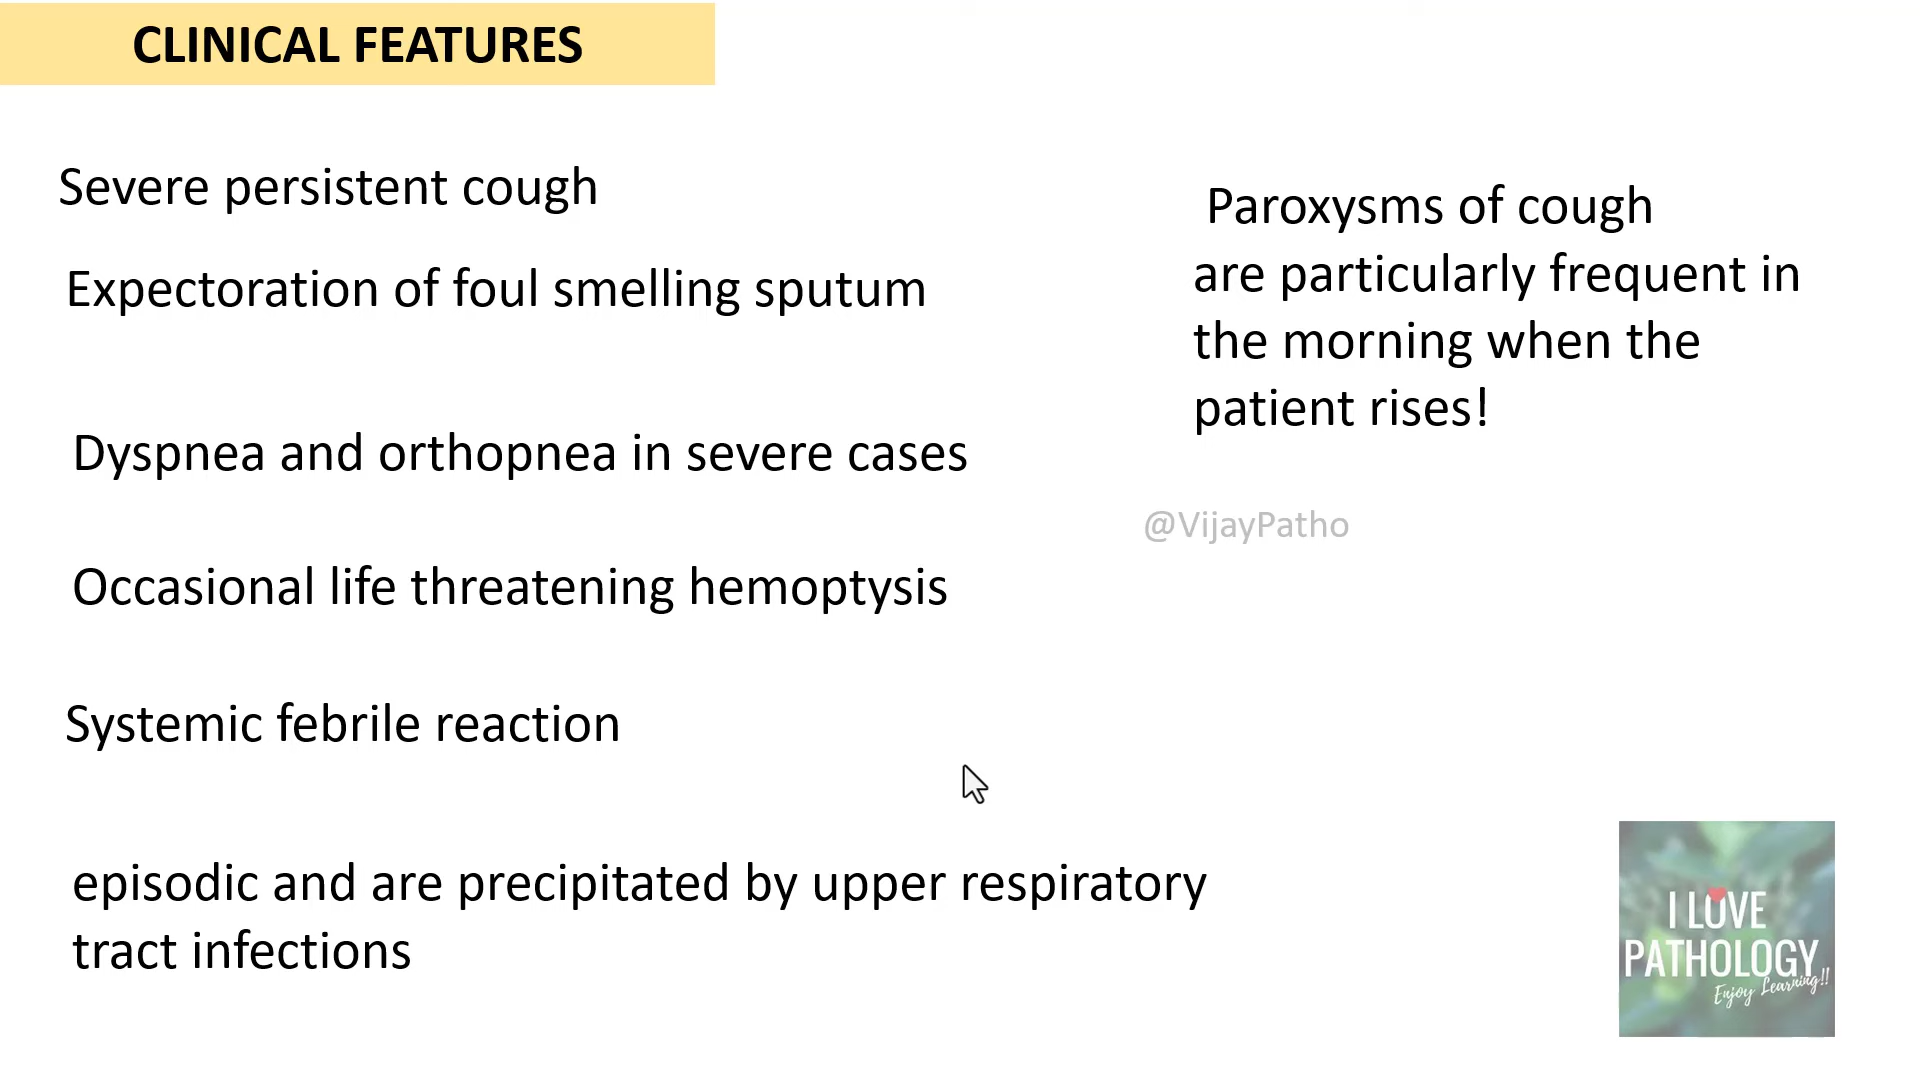 CLINICAL FEATURES
Severe persistent cough
Expectoration of foul smelling sputum
Dyspnea and orthopnea in severe cases
Occasional life threatening hemoptysis
Systemic febrile reaction
episodic and are precipitated by upper respiratory
tract infections
Paroxysms of cough
are particularly frequent in
the morning when the
patient rises!
@VijayPatho
I LOVE
PATHOLOGY
Enjoy Learning!!